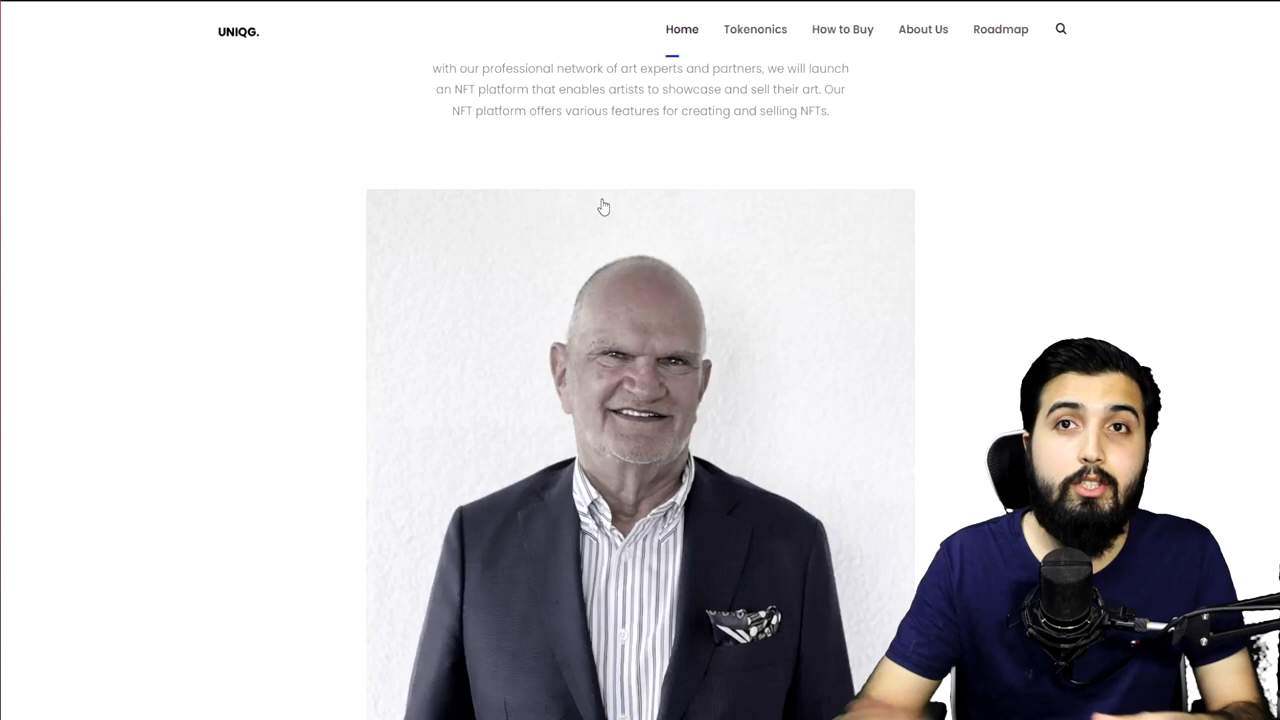 UNIQG.
Home Tokenonics How to Buy About Us Roadmap
with our professional network of art experts and partners, we will launch
an NFT platform that enables artists to showcase and sell their art. Our
NFT platform offers various features for creating and selling NFTs.